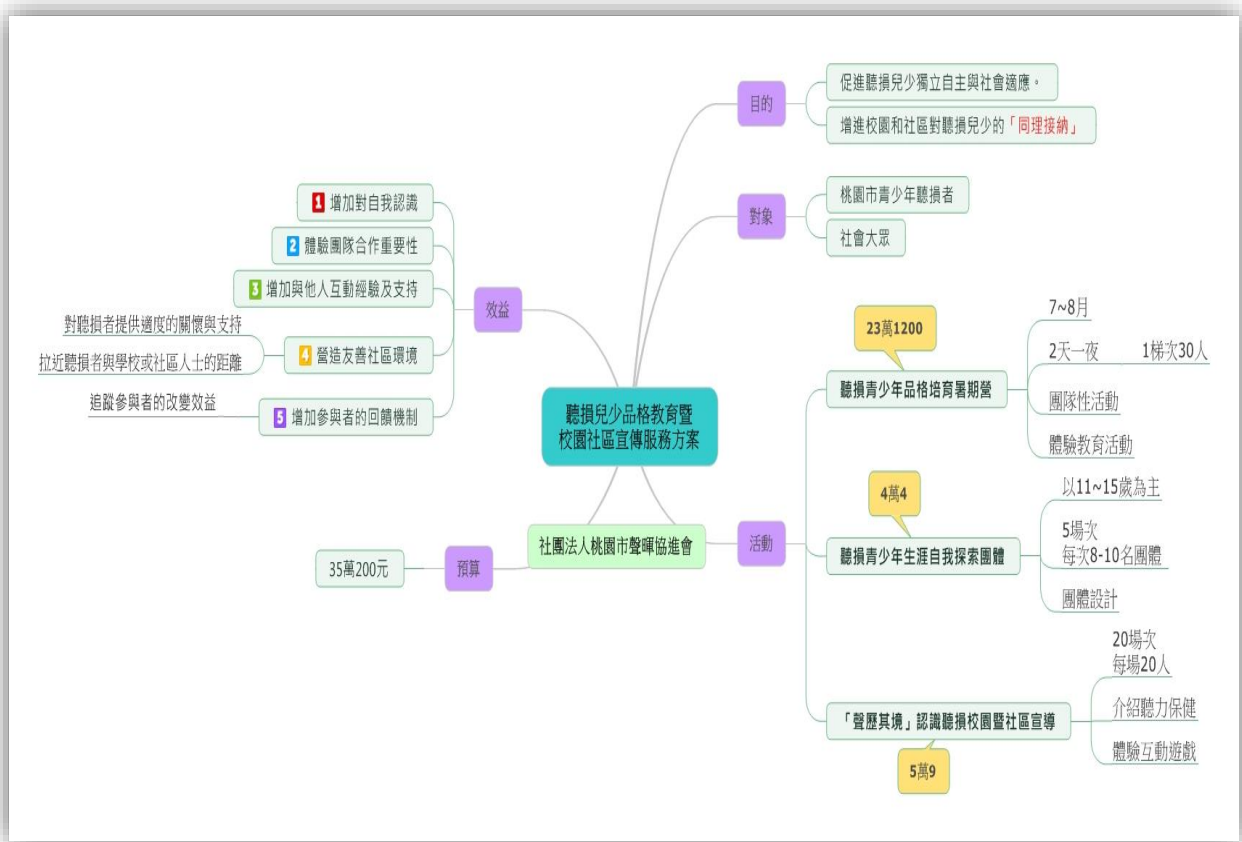 聽損兒少品格教育暨
校園社區宣傳服務方案
社團法人桃園市聲暉協進會
目的
促進聽損兒少獨立自主與社會適應。
增進校園和社區對聽損兒少的「同理接納」
對象
桃園市青少年聽損者
社會大眾
活動
23萬1200
聽損青少年品格培育暑期營
7~8月
2天一夜
1梯次30人
團隊性活動
體驗教育活動
4萬4
聽損青少年生涯自我探索團體
以11~15歲為主
5場次
每次8-10名團體
團體設計
「聲歷其境」認識聽損校園暨社區宣導
5萬9
20場次
每場20人
介紹聽力保健
體驗互動遊戲
效益
1 增加對自我認識
2 體驗團隊合作重要性
3 增加與他人互動經驗及支持
4 營造友善社區環境
對聽損者提供適度的關懷與支持
拉近聽損者與學校或社區人士的距離
5 增加參與者的回饋機制
追蹤參與者的改變效益
預算
35萬200元